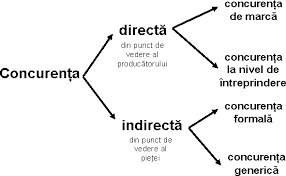 Concurența
directă
din punct de
vedere al
producătorului
indirectă
din punct de
vedere al
pieței
concurența
de marcă
concurența
la nivel de
întreprindere
concurența
formală
concurența
generică